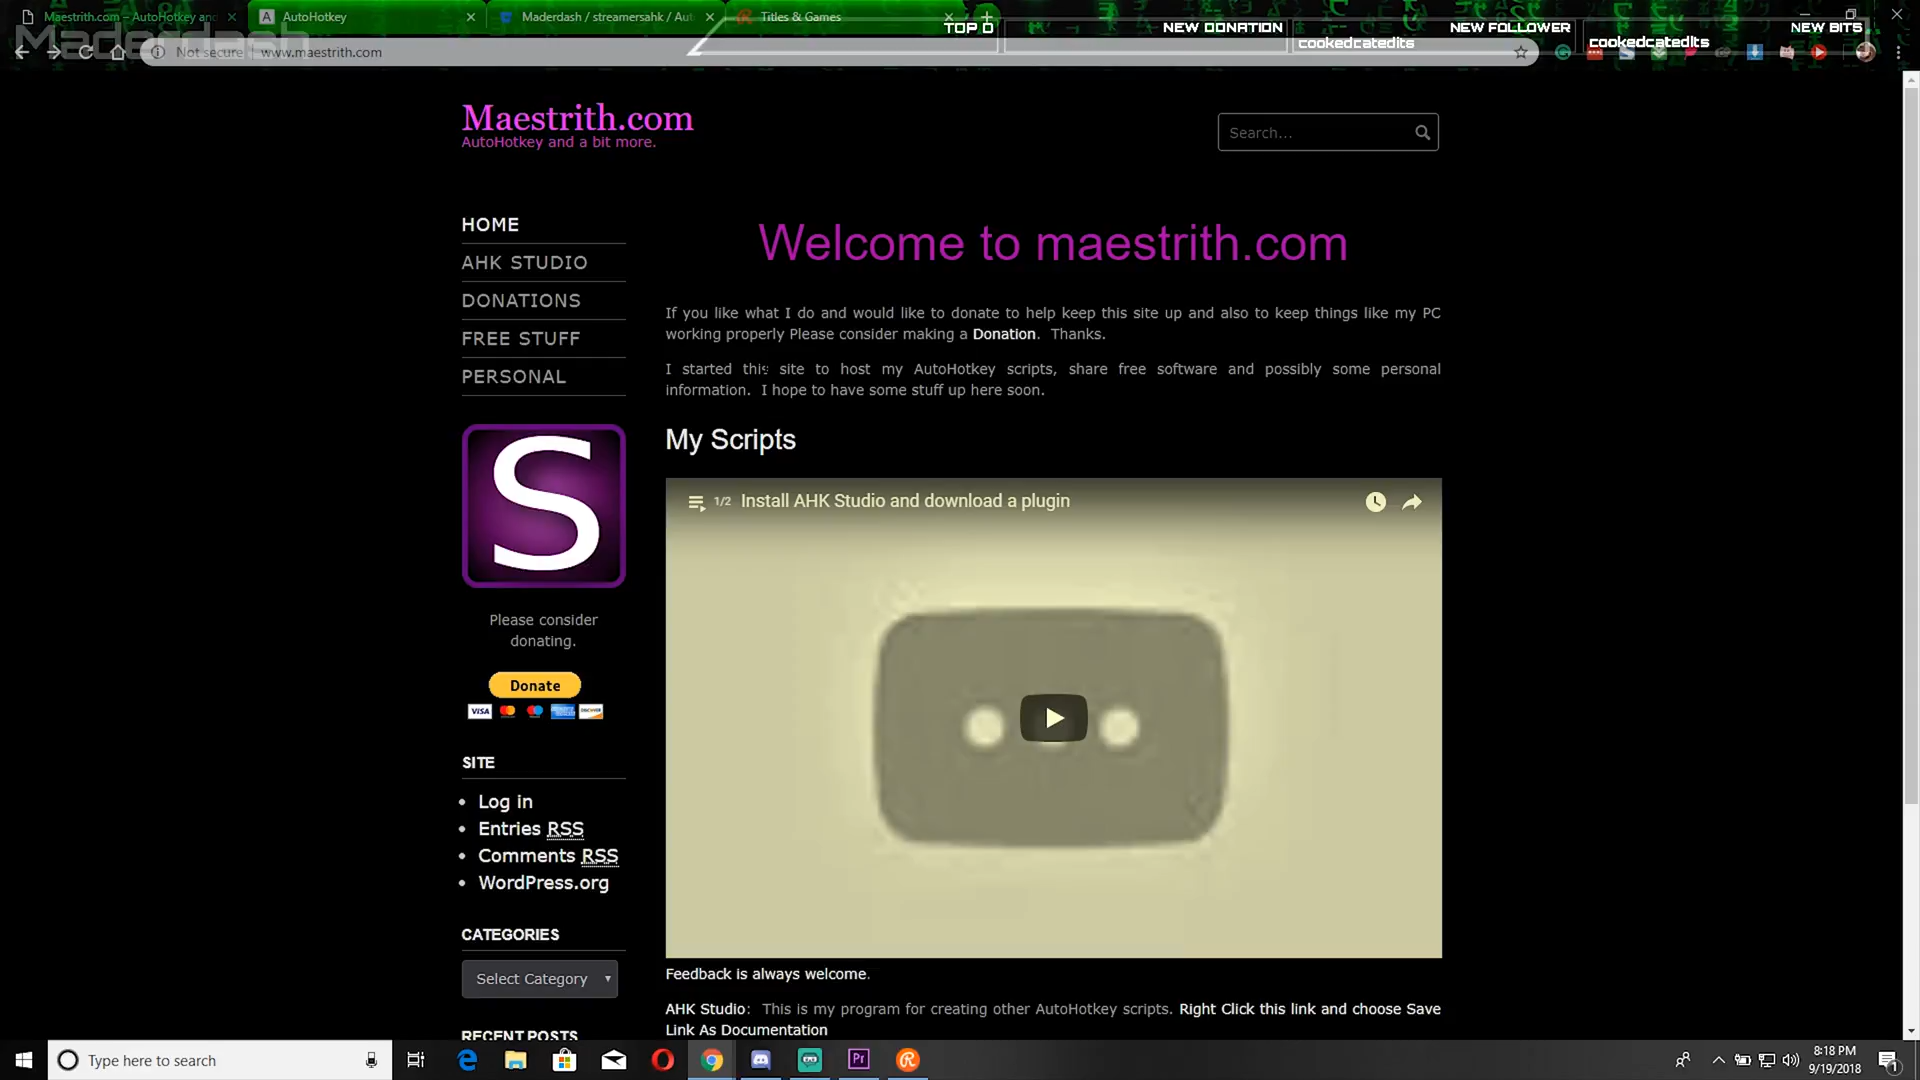 Maestrith.com – AutoHotkey and
AutoHotkey
Maderdash / streamersahk / Aut
Titles & Games
Maderdash
TOP D
NEW DONATION
NEW FOLLOWER
cookedcatedits
NEW BITS
cookedcatedits
Not secure
www.maestrith.com
Maestrith.com
AutoHotkey and a bit more.
Search...
HOME
AHK STUDIO
DONATIONS
FREE STUFF
PERSONAL
S
Please consider
donating.
Donate
VISA
DISCOVER
SITE
Log in
Entries RSS
Comments RSS
WordPress.org
CATEGORIES
Select Category
RECENT POSTS
Welcome to maestrith.com
If you like what I do and would like to donate to help keep this site up and also to keep things like my PC
working properly Please consider making a Donation. Thanks.
I started this site to host my AutoHotkey scripts, share free software and possibly some personal
information. I hope to have some stuff up here soon.
My Scripts
1/2 Install AHK Studio and download a plugin
Feedback is always welcome.
AHK Studio: This is my program for creating other AutoHotkey scripts. Right Click this link and choose Save
Link As Documentation
Type here to search
Pr
8:18 PM
9/19/2018
1